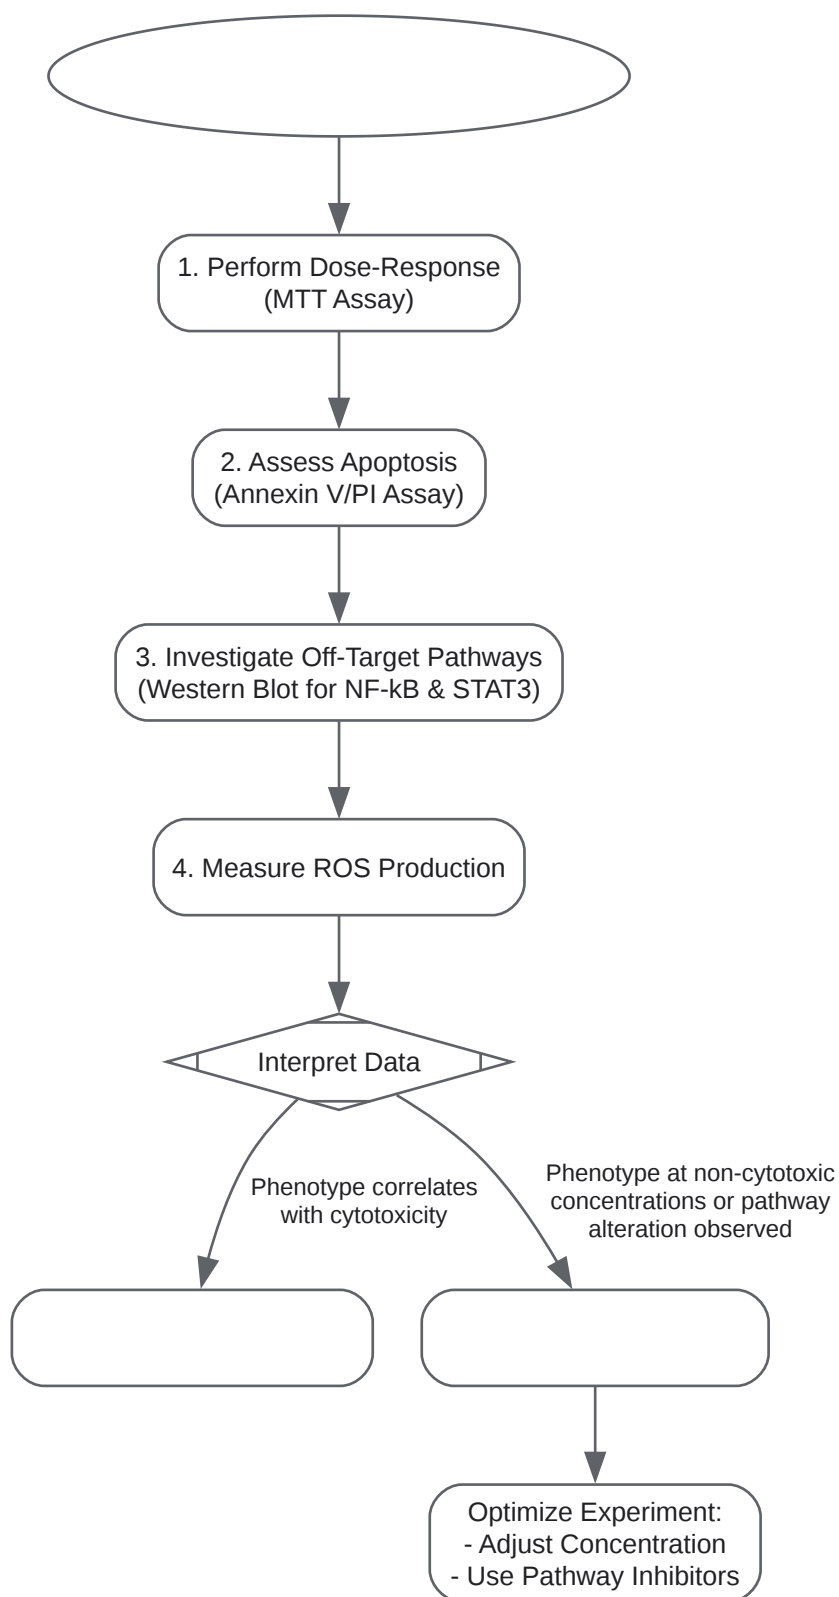 1. Perform Dose-Response
(MTT Assay)
2. Assess Apoptosis
(Annexin V/PI Assay)
3. Investigate Off-Target Pathways
(Western Blot for NF-kB & STAT3)
4. Measure ROS Production
Interpret Data
Phenotype correlates
with cytotoxicity
Phenotype at non-cytotoxic
concentrations or pathway
alteration observed
Optimize Experiment:
- Adjust Concentration
- Use Pathway Inhibitors